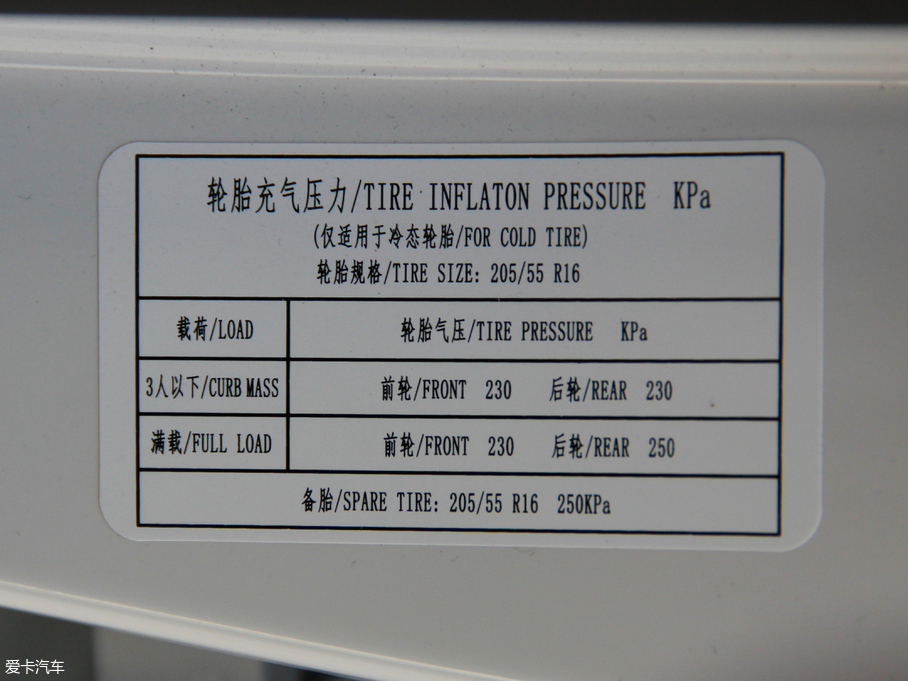 轮胎充气压力/TIRE INFLATON PRESSURE KPa
(仅适用于冷态轮胎/FOR COLD TIRE)
轮胎规格/TIRE SIZE: 205/55 R16
载荷/LOAD 轮胎气压/TIRE PRESSURE KPa
3人以下/CURB MASS 前轮/FRONT 230 后轮/REAR 230
满载/FULL LOAD 前轮/FRONT 230 后轮/REAR 250
备胎/SPARE TIRE: 205/55 R16 250KPa
爱卡汽车